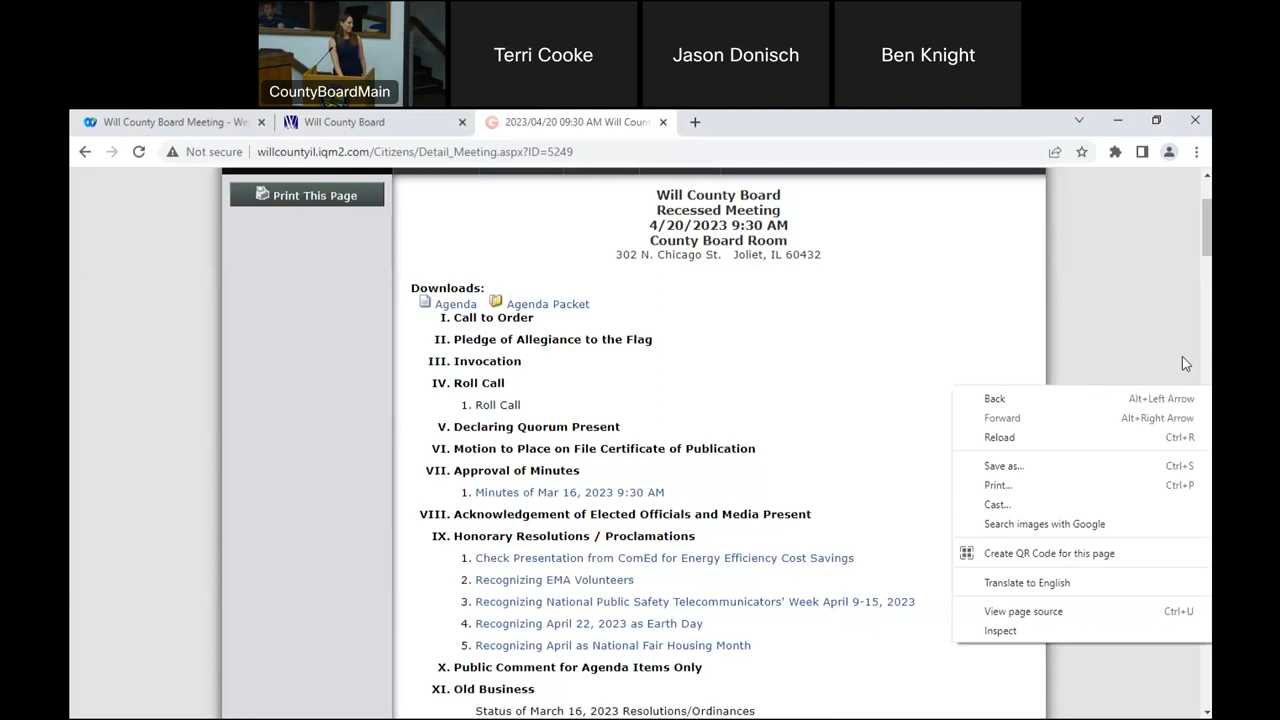 CountyBoardMain
Terri Cooke
Jason Donisch
Ben Knight
Will County Board Meeting - We
Will County Board
2023/04/20 09:30 AM Will Count
Not secure
willcountyil.iqm2.com/Citizens/Detail_Meeting.aspx?ID=5249
Print This Page
Will County Board
Recessed Meeting
4/20/2023 9:30 AM
County Board Room
302 N. Chicago St. Joliet, IL 60432
Downloads:
Agenda Agenda Packet
I. Call to Order
II. Pledge of Allegiance to the Flag
III. Invocation
IV. Roll Call
1. Roll Call
V. Declaring Quorum Present
VI. Motion to Place on File Certificate of Publication
VII. Approval of Minutes
1. Minutes of Mar 16, 2023 9:30 AM
VIII. Acknowledgement of Elected Officials and Media Present
IX. Honorary Resolutions / Proclamations
1. Check Presentation from ComEd for Energy Efficiency Cost Savings
2. Recognizing EMA Volunteers
3. Recognizing National Public Safety Telecommunicators' Week April 9-15, 2023
4. Recognizing April 22, 2023 as Earth Day
5. Recognizing April as National Fair Housing Month
X. Public Comment for Agenda Items Only
XI. Old Business
Status of March 16, 2023 Resolutions/Ordinances
Back Alt+Left Arrow
Forward Alt+Right Arrow
Reload Ctrl+R
Save as... Ctrl+S
Print... Ctrl+P
Cast...
Search images with Google
Create QR Code for this page
Translate to English
View page source Ctrl+U
Inspect